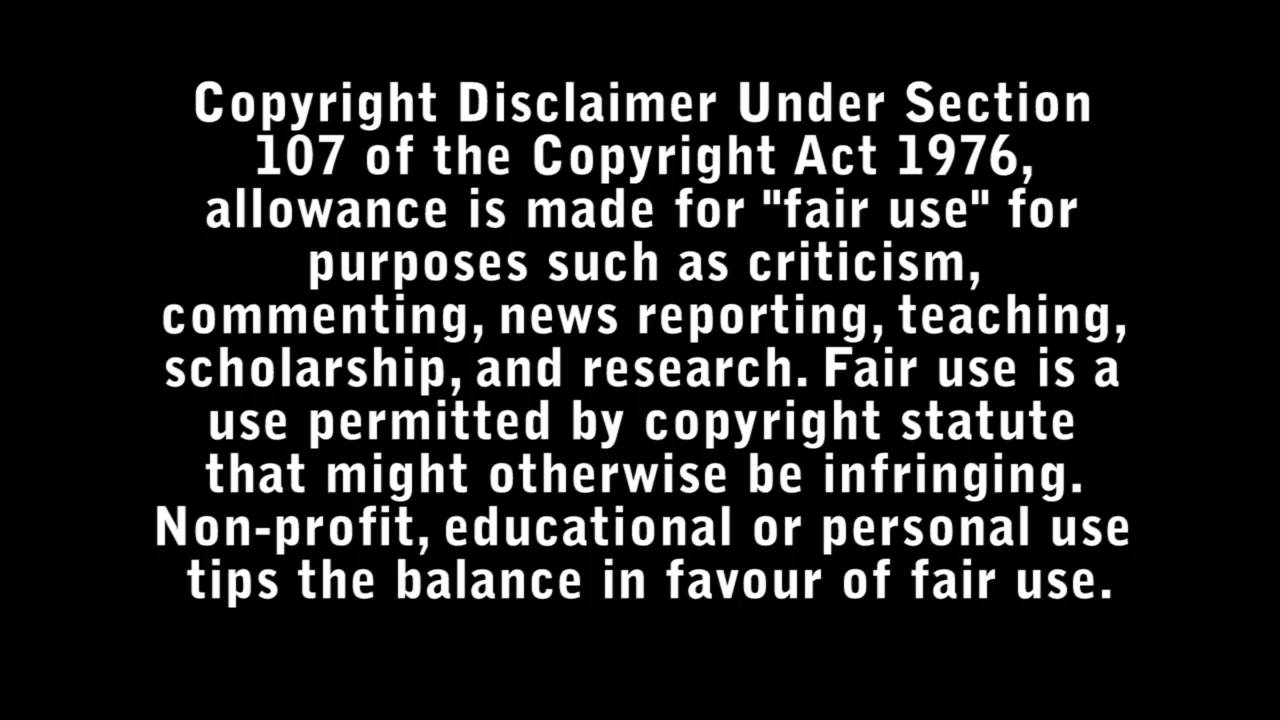 Copyright Disclaimer Under Section
107 of the Copyright Act 1976,
allowance is made for "fair use" for
purposes such as criticism,
commenting, news reporting, teaching,
scholarship, and research. Fair use is a
use permitted by copyright statute
that might otherwise be infringing.
Non-profit, educational or personal use
tips the balance in favour of fair use.